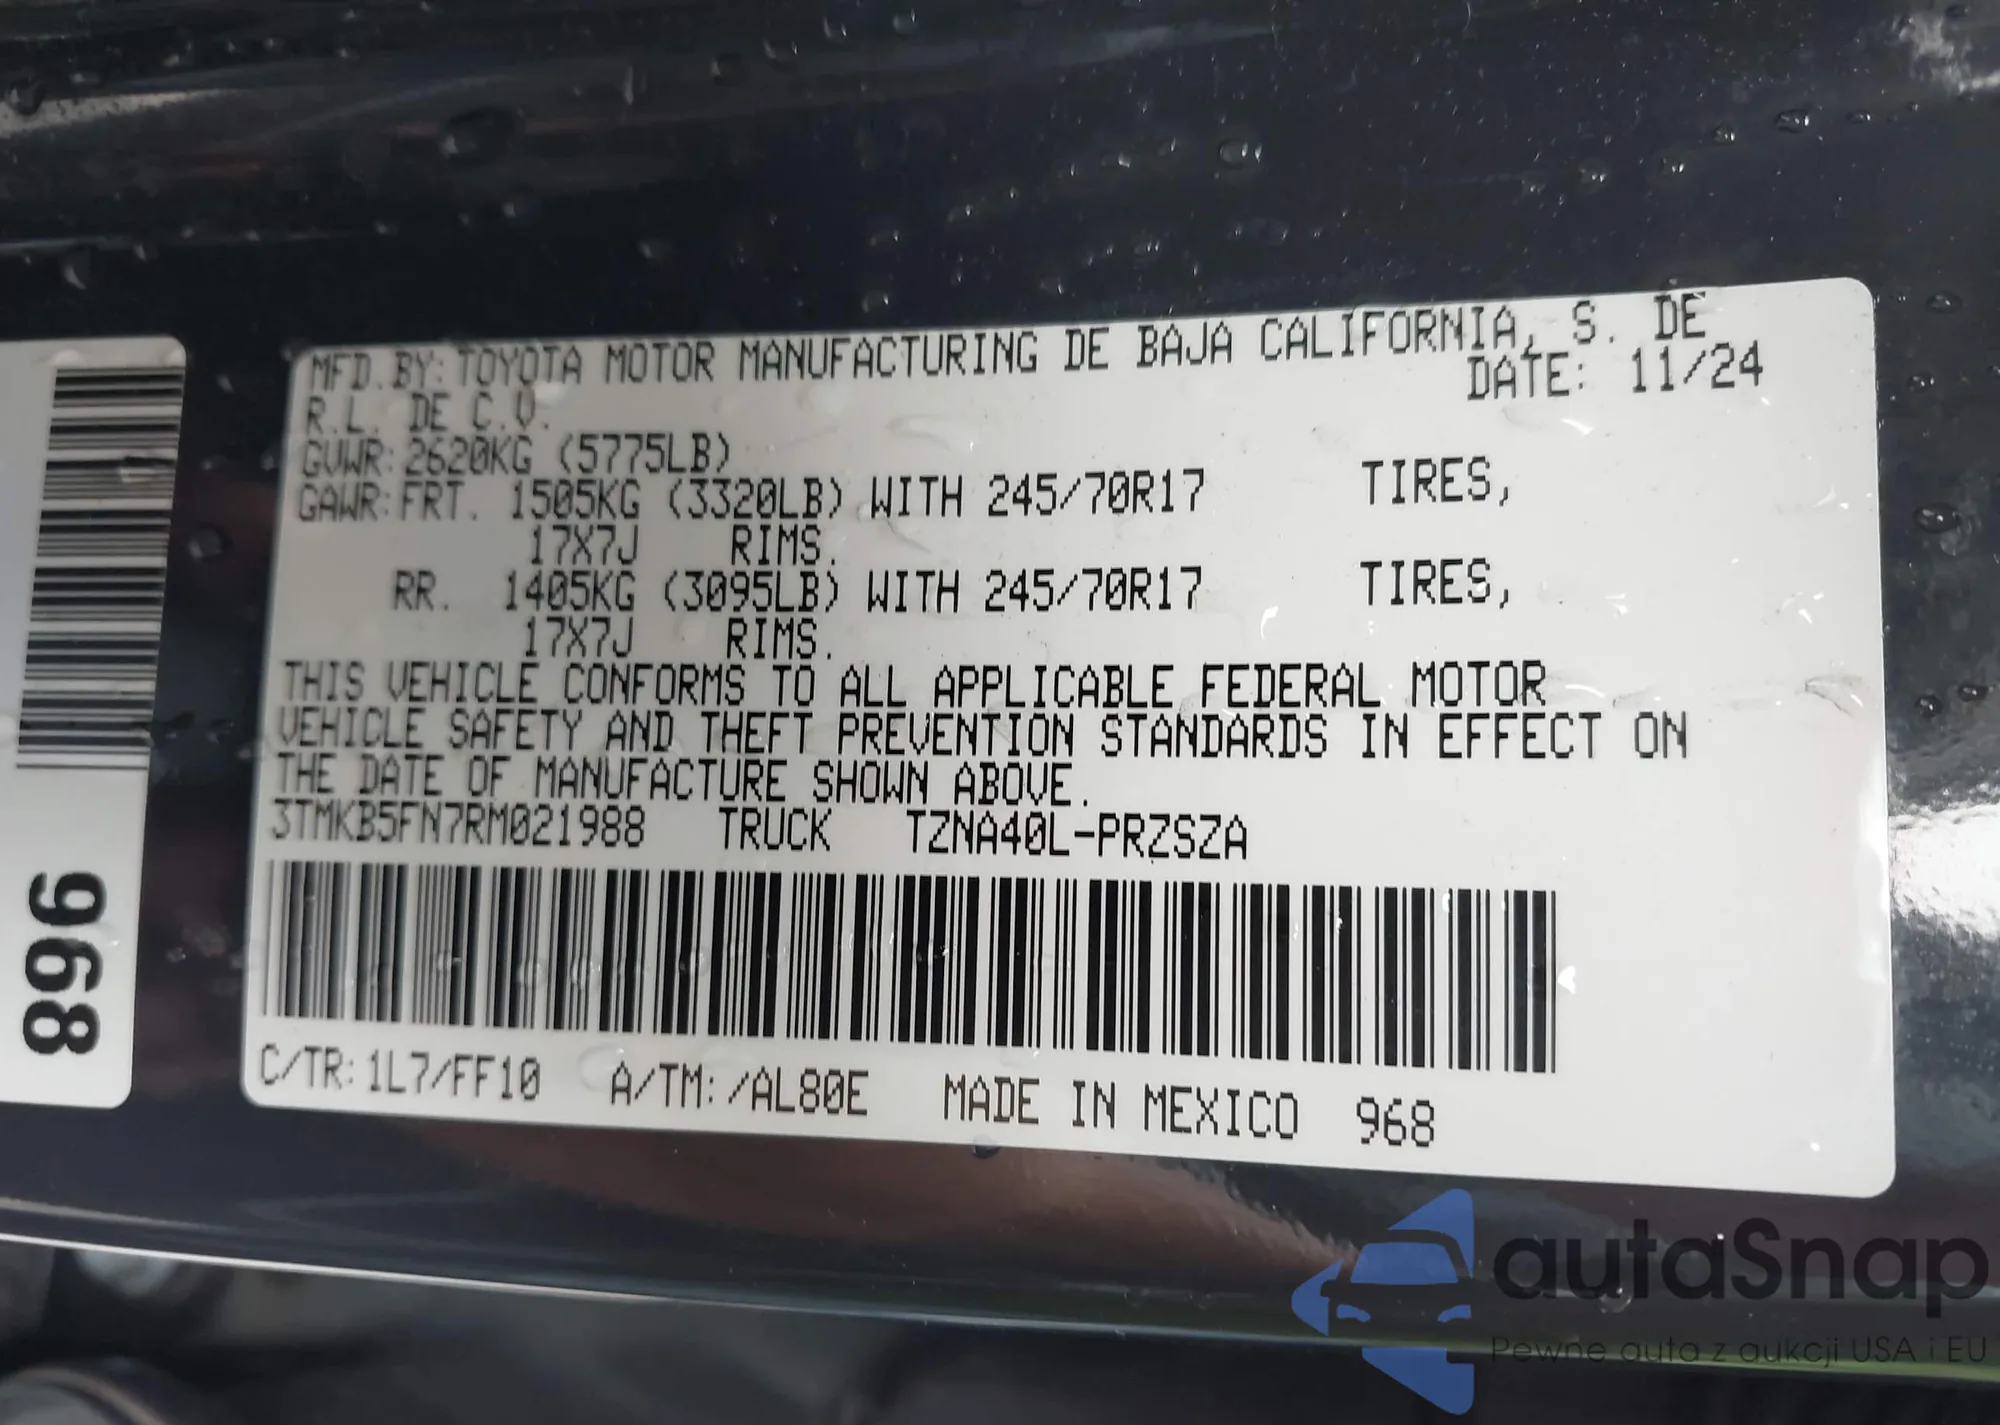 MFD.BY:TOYOTA MOTOR MANUFACTURING DE BAJA CALIFORNIA, S. DE
R.L. DE C.V. DATE: 11/24
GVWR:2620KG (5775LB)
GAWR:FRT. 1505KG (3320LB) WITH 245/70R17 TIRES,
17X7J RIMS.
RR. 1405KG (3095LB) WITH 245/70R17 TIRES,
17X7J RIMS.
THIS VEHICLE CONFORMS TO ALL APPLICABLE FEDERAL MOTOR
VEHICLE SAFETY AND THEFT PREVENTION STANDARDS IN EFFECT ON
THE DATE OF MANUFACTURE SHOWN ABOVE.
3TMKB5FN7RM021988 TRUCK TZNA40L-PRZSZA
C/TR:1L7/FF10 A/TM:/AL80E MADE IN MEXICO 968
968
autaSnap
Pewne auta z aukcji USA i EU